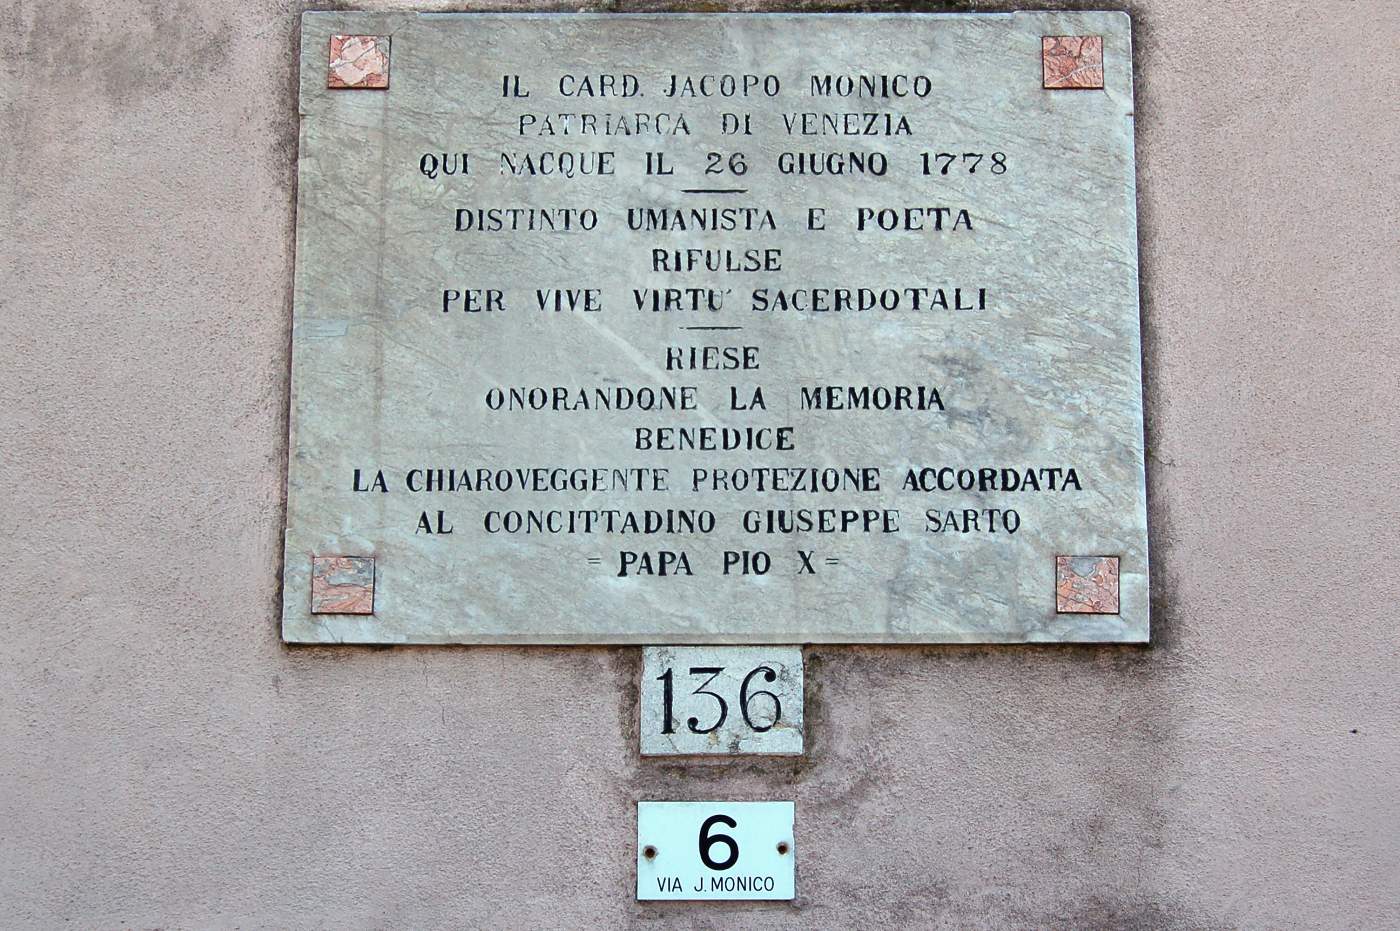 IL CARD. JACOPO MONICO
PATRIARCA DI VENEZIA
QUI NACQUE IL 26 GIUGNO 1778
DISTINTO UMANISTA E POETA
RIFULSE
PER VIVE VIRTU' SACERDOTALI
RIESE
ONORANDONE LA MEMORIA
BENEDICE
LA CHIAROVEGGENTE PROTEZIONE ACCORDATA
AL CONCITTADINO GIUSEPPE SARTO
= PAPA PIO X =
136
6
VIA J. MONICO